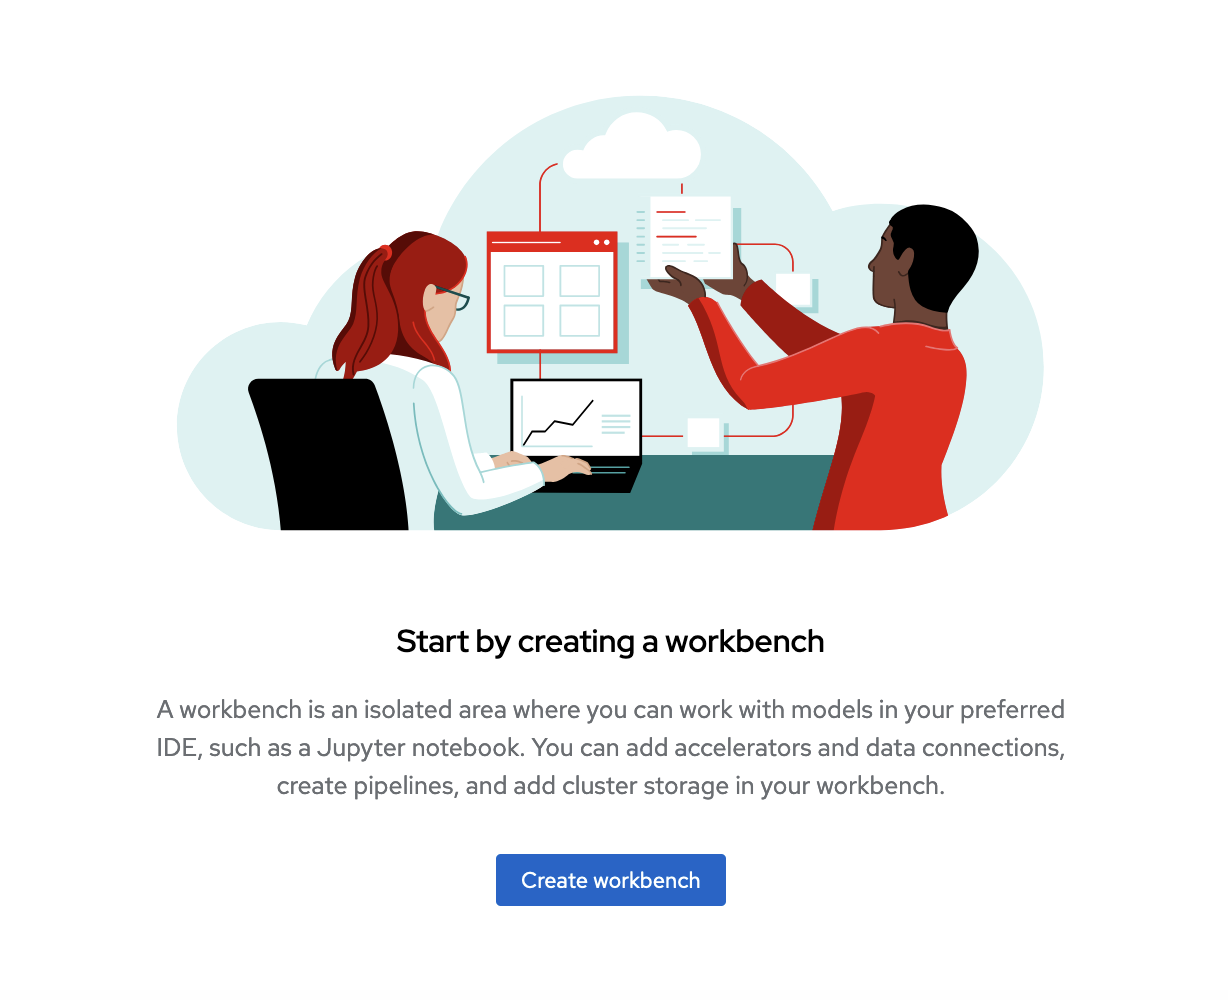 Start by creating a workbench
A workbench is an isolated area where you can work with models in your preferred
IDE, such as a Jupyter notebook. You can add accelerators and data connections,
create pipelines, and add cluster storage in your workbench.
Create workbench